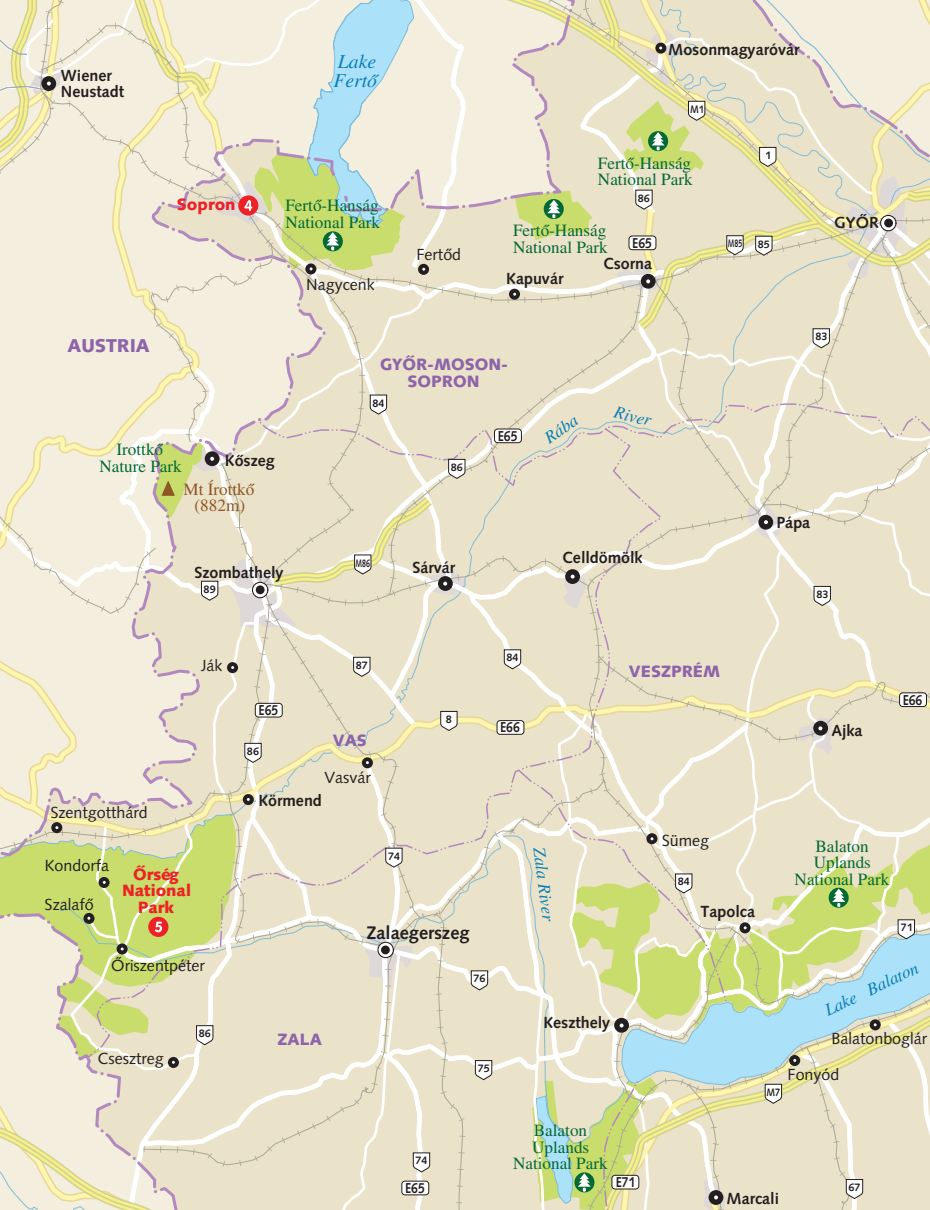 Lake
Fertő
Mosonmagyaróvár
Wiener
Neustadt
M1
1
Fertő-Hanság
National Park
86
Sopron 4
Fertő-Hanság
National Park
Fertő-Hanság
National Park
GYŐR
E65
M85
85
Fertőd
Csorna
Nagycenk
Kapuvár
AUSTRIA
83
GYŐR-MOSON-
SOPRON
84
Rába
River
E65
86
Irottkő
Nature Park
Kőszeg
Mt Írottkő
(882m)
Pápa
M86
Szombathely
Sárvár
Celldömölk
89
83
Ják
87
84
VESZPRÉM
E65
8
E66
E66
Ajka
VAS
86
Vasvár
Körmend
Szentgotthárd
Sümeg
74
Zala River
Kondorfa
Őrség
National
Park
5
Szalafő
Balaton
Uplands
National Park
84
Tapolca
71
Zalaegerszeg
Őriszentpéter
76
Lake Balaton
Keszthely
86
ZALA
Balatonboglár
Csesztreg
75
Fonyód
M7
Balaton
Uplands
National Park
74
E65
E71
67
Marcali